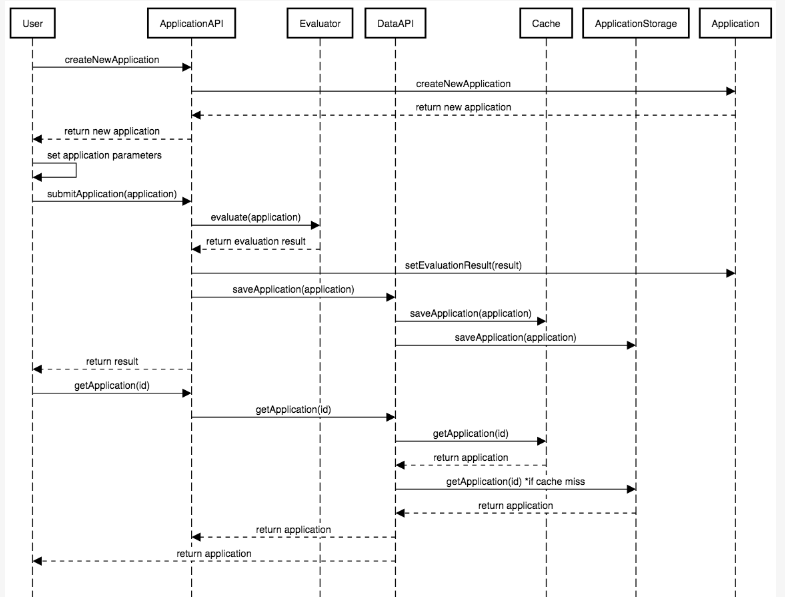 User
ApplicationAPI
Evaluator
DataAPI
Cache
ApplicationStorage
Application
createNewApplication
createNewApplication
return new application
return new application
set application parameters
submitApplication(application)
evaluate(application)
return evaluation result
setEvaluationResult(result)
saveApplication(application)
saveApplication(application)
saveApplication(application)
return result
getApplication(id)
getApplication(id)
getApplication(id)
return application
getApplication(id) *if cache miss
return application
return application
return application